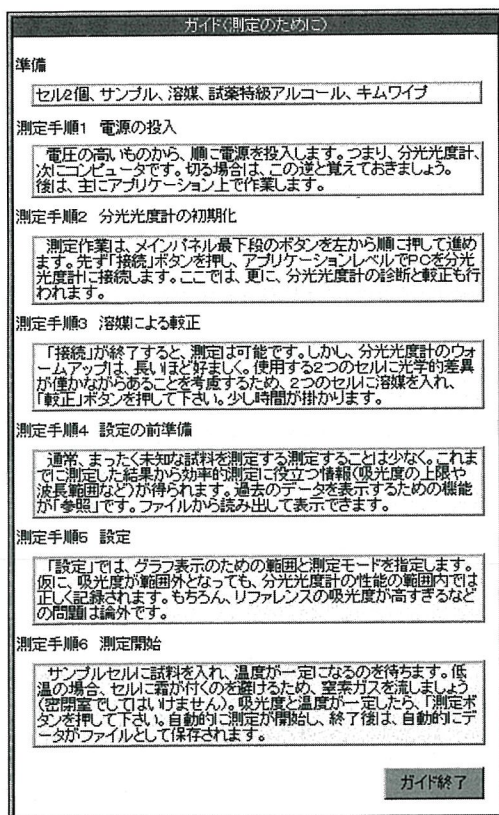 ガイド(測定のために)
準備
セル2個、サンプル、溶媒、試薬特級アルコール、キムワイプ
測定手順1 電源の投入
電圧の高いものから、順に電源を投入します。つまり、分光光度計、
次にコンピュータです。切る場合は、この逆と覚えておきましょう。
後は、主にアプリケーション上で作業します。
測定手順2 分光光度計の初期化
測定作業は、メインパネル最下段のボタンを左から順に押して進め
ます。先ず「接続」ボタンを押し、アプリケーションレベルでPCを分光
光度計に接続します。ここでは、更に、分光光度計の診断と較正も行
われます。
測定手順3 溶媒による較正
「接続」が終了すると、測定は可能です。しかし、分光光度計のウォ
ームアップは、長いほど好ましく。使用する2つのセルに光学的差異
が僅かながらあることを考慮するため、2つのセルに溶媒を入れ、
「較正」ボタンを押して下さい。少し時間が掛かります。
測定手順4 設定の前準備
通常、まったく未知な試料を測定する測定することは少なく。これま
でに測定した結果から効率的測定に役立つ情報(吸光度の上限や
波長範囲など)が得られます。過去のデータを表示するための機能
が「参照」です。ファイルから読み出して表示できます。
測定手順5 設定
「設定」では、グラフ表示のための範囲と測定モードを指定します。
仮に、吸光度が範囲外となっても、分光光度計の性能の範囲内では
正しく記録されます。もちろん、リファレンスの吸光度が高すぎるなど
の問題は論外です。
測定手順6 測定開始
サンプルセルに試料を入れ、温度が一定になるのを待ちます。低
温の場合、セルに霜が付くのを避けるため、窒素ガスを流しましょう
(密閉室でしてはいけません)。吸光度と温度が一定したら、「測定ボ
タンを押して下さい。自動的に測定が開始し、終了後は、自動的にデ
ータがファイルとして保存されます。
ガイド終了